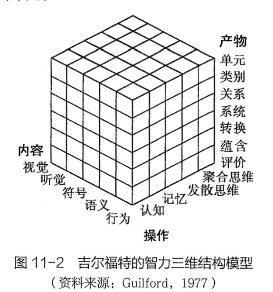 产物
单元
类别
关系
系统
转换
蕴含
评价
聚合思维
发散思维
记忆
认知
操作
内容
视觉
听觉
符号
语义
行为
图 11-2 吉尔福特的智力三维结构模型
（资料来源：Guilford，1977）